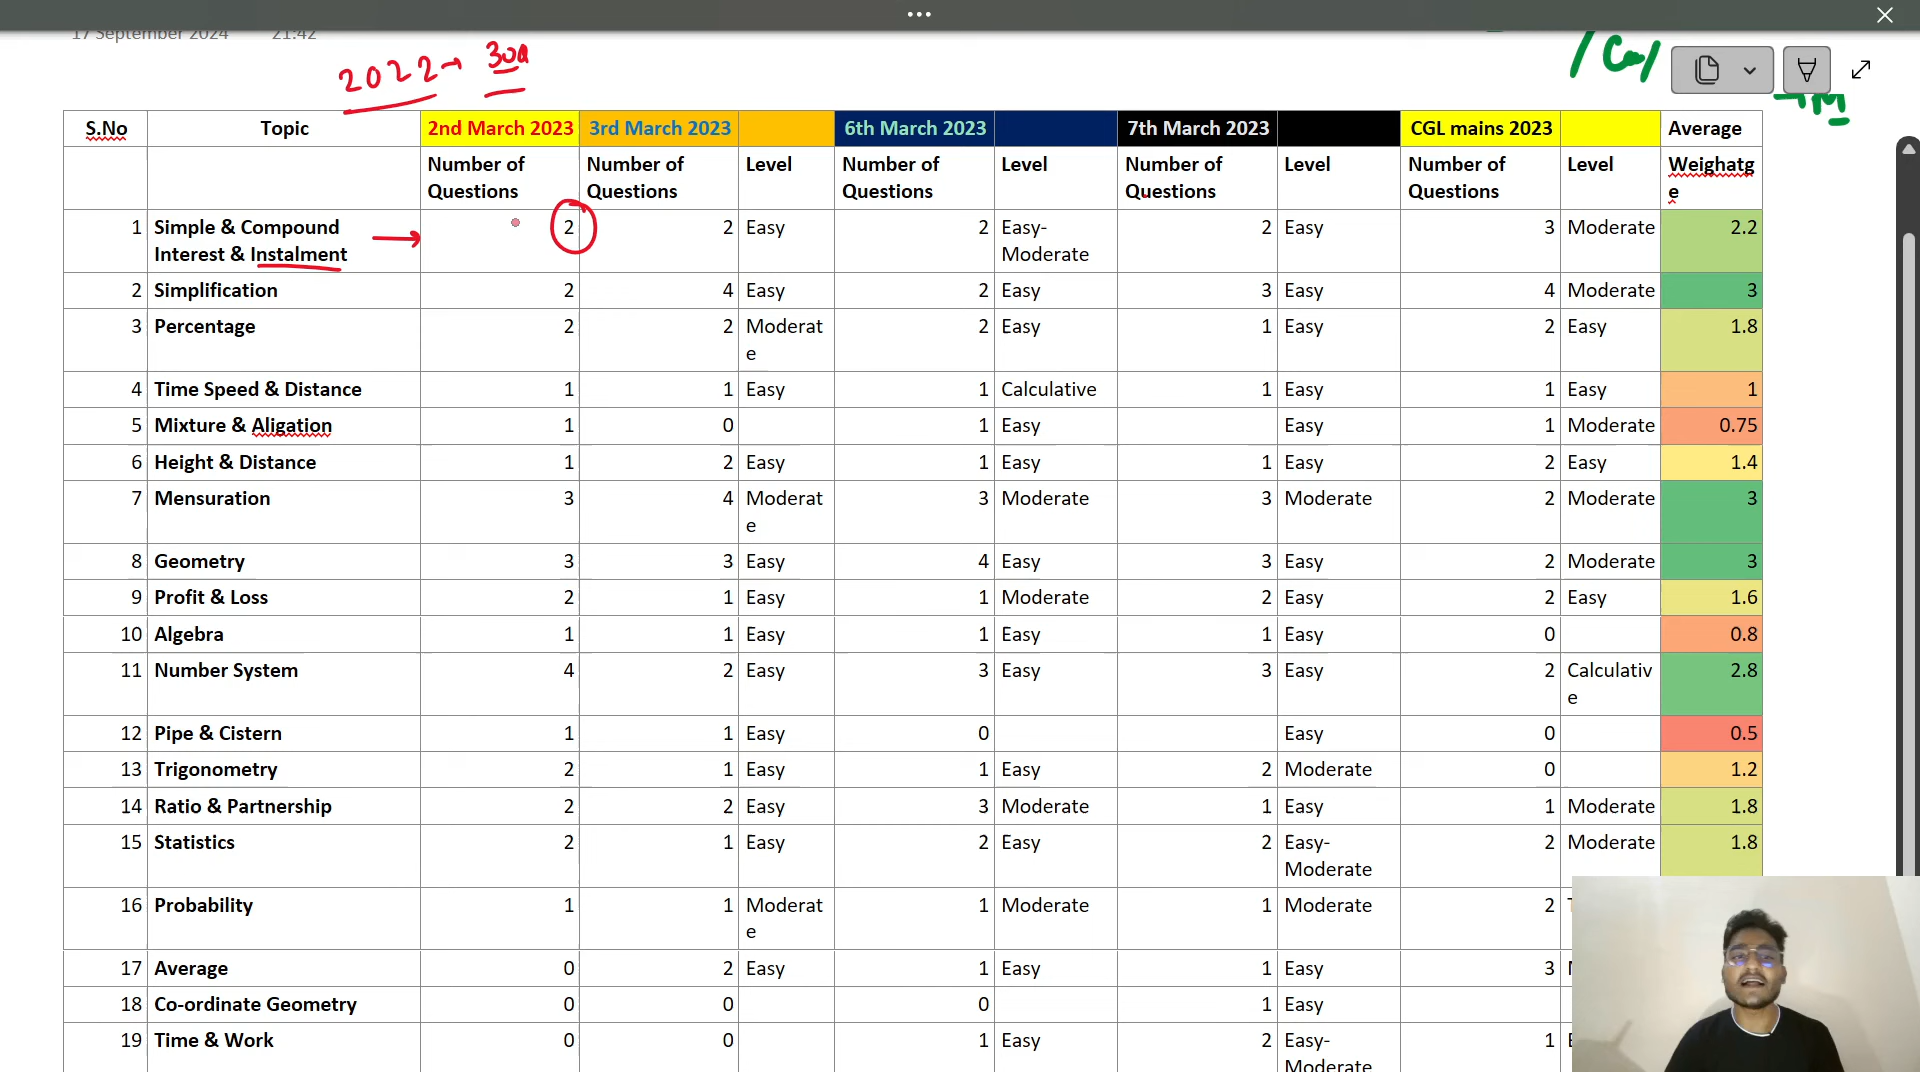 17 September 2024 21:42
2022 → 30Q
S.No Topic 2nd March 2023 3rd March 2023 6th March 2023 7th March 2023 CGL mains 2023 Average
Number of Questions Number of Questions Level Number of Questions Level Number of Questions Level Number of Questions Level Weighatge
1 Simple & Compound Interest & Instalment 2 2 Easy 2 Easy-Moderate 2 Easy 3 Moderate 2.2
2 Simplification 2 4 Easy 2 Easy 3 Easy 4 Moderate 3
3 Percentage 2 2 Moderate 2 Easy 1 Easy 2 Easy 1.8
4 Time Speed & Distance 1 1 Easy 1 Calculative 1 Easy 1 Easy 1
5 Mixture & Aligation 1 0 1 Easy Easy 1 Moderate 0.75
6 Height & Distance 1 2 Easy 1 Easy 1 Easy 2 Easy 1.4
7 Mensuration 3 4 Moderate 3 Moderate 3 Moderate 2 Moderate 3
8 Geometry 3 3 Easy 4 Easy 3 Easy 2 Moderate 3
9 Profit & Loss 2 1 Easy 1 Moderate 2 Easy 2 Easy 1.6
10 Algebra 1 1 Easy 1 Easy 1 Easy 0 0.8
11 Number System 4 2 Easy 3 Easy 3 Easy 2 Calculative 2.8
12 Pipe & Cistern 1 1 Easy 0 Easy 0 0.5
13 Trigonometry 2 1 Easy 1 Easy 2 Moderate 0 1.2
14 Ratio & Partnership 2 2 Easy 3 Moderate 1 Easy 1 Moderate 1.8
15 Statistics 2 1 Easy 2 Easy 2 Easy-Moderate 2 Moderate 1.8
16 Probability 1 1 Moderate 1 Moderate 1 Moderate 2
17 Average 0 2 Easy 1 Easy 1 Easy 3
18 Co-ordinate Geometry 0 0 0 1 Easy
19 Time & Work 0 0 1 Easy 2 Easy-Moderate 1